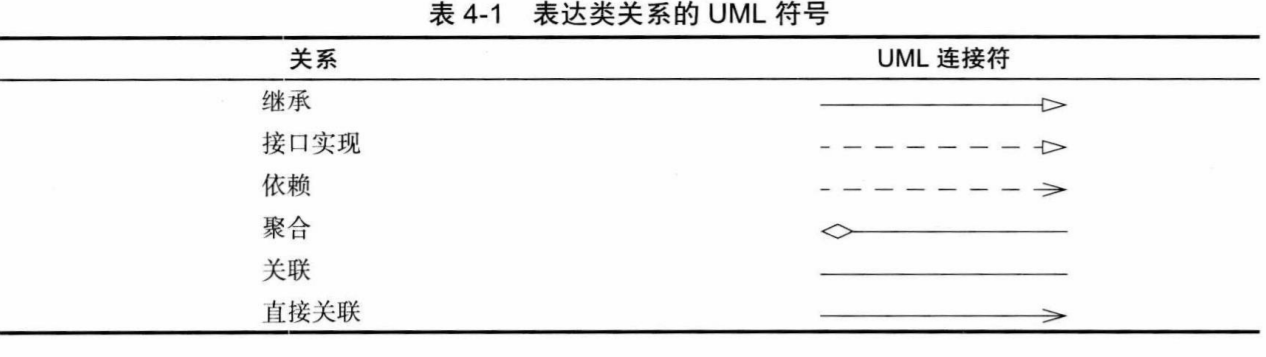 表 4-1 表达类关系的 UML 符号
关系 UML 连接符
继承
接口实现
依赖
聚合
关联
直接关联